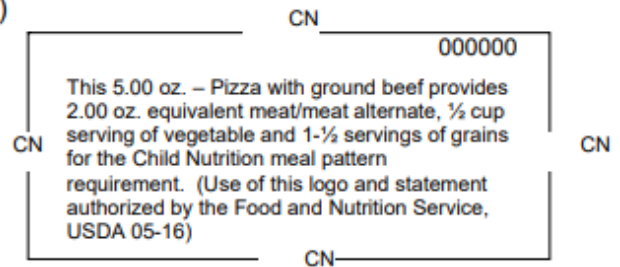 )
CN
000000
This 5.00 oz. – Pizza with ground beef provides
2.00 oz. equivalent meat/meat alternate, ½ cup
serving of vegetable and 1-½ servings of grains
CN
CN
for the Child Nutrition meal pattern
requirement.  (Use of this logo and statement
authorized by the Food and Nutrition Service,
USDA 05-16)
CN